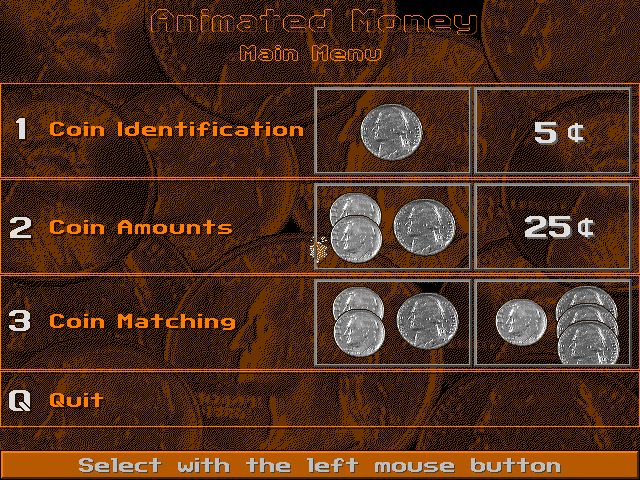 Animated Money
Main Menu
1 Coin Identification 5¢
2 Coin Amounts 25¢
3 Coin Matching
Q Quit
Select with the left mouse button